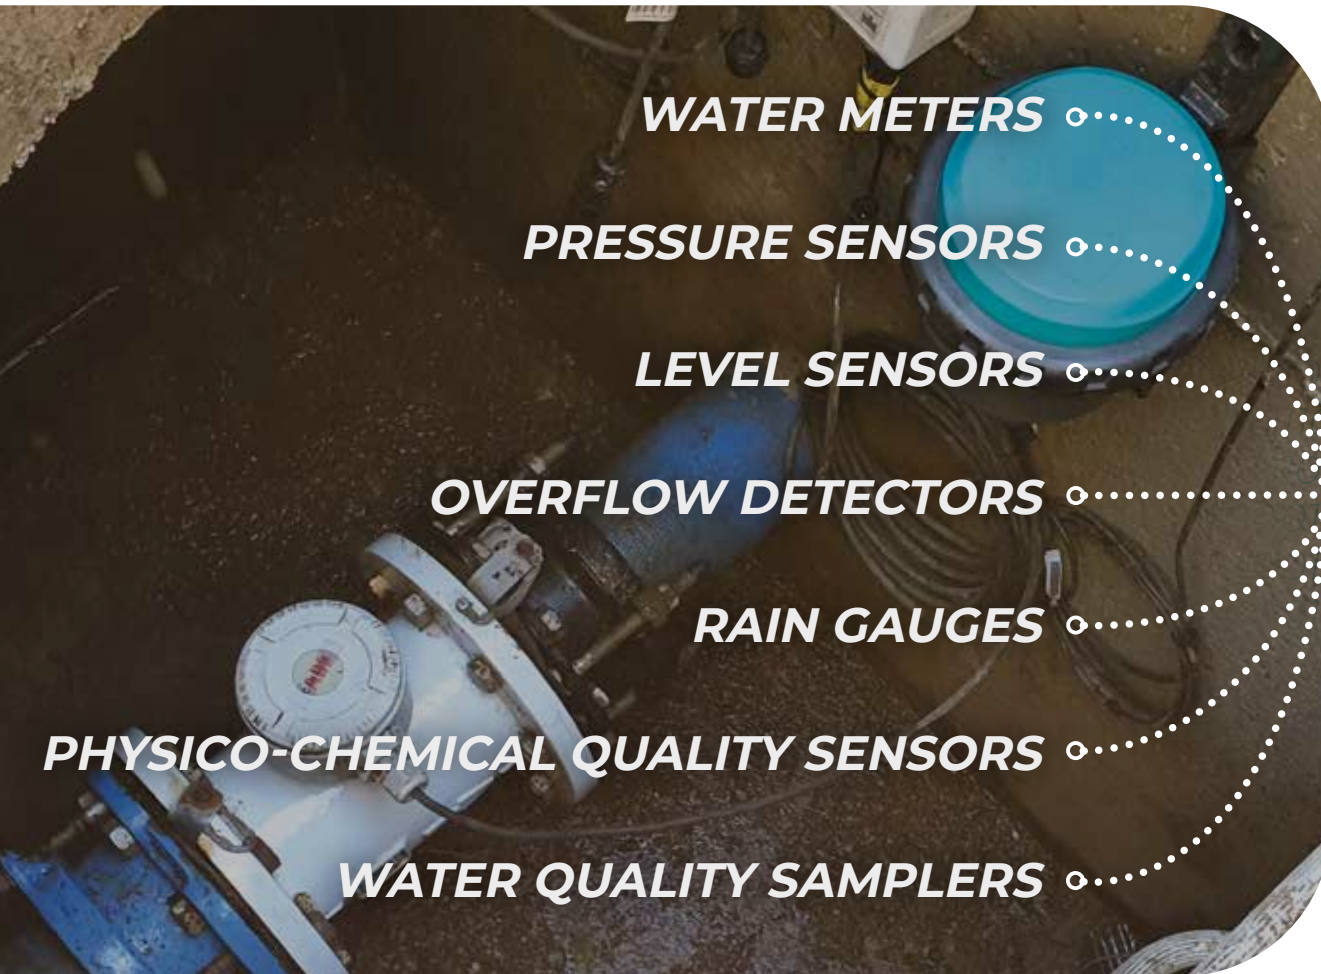 WATER METERS
PRESSURE SENSORS
LEVEL SENSORS
OVERFLOW DETECTORS
RAIN GAUGES
PHYSICO-CHEMICAL QUALITY SENSORS
WATER QUALITY SAMPLERS